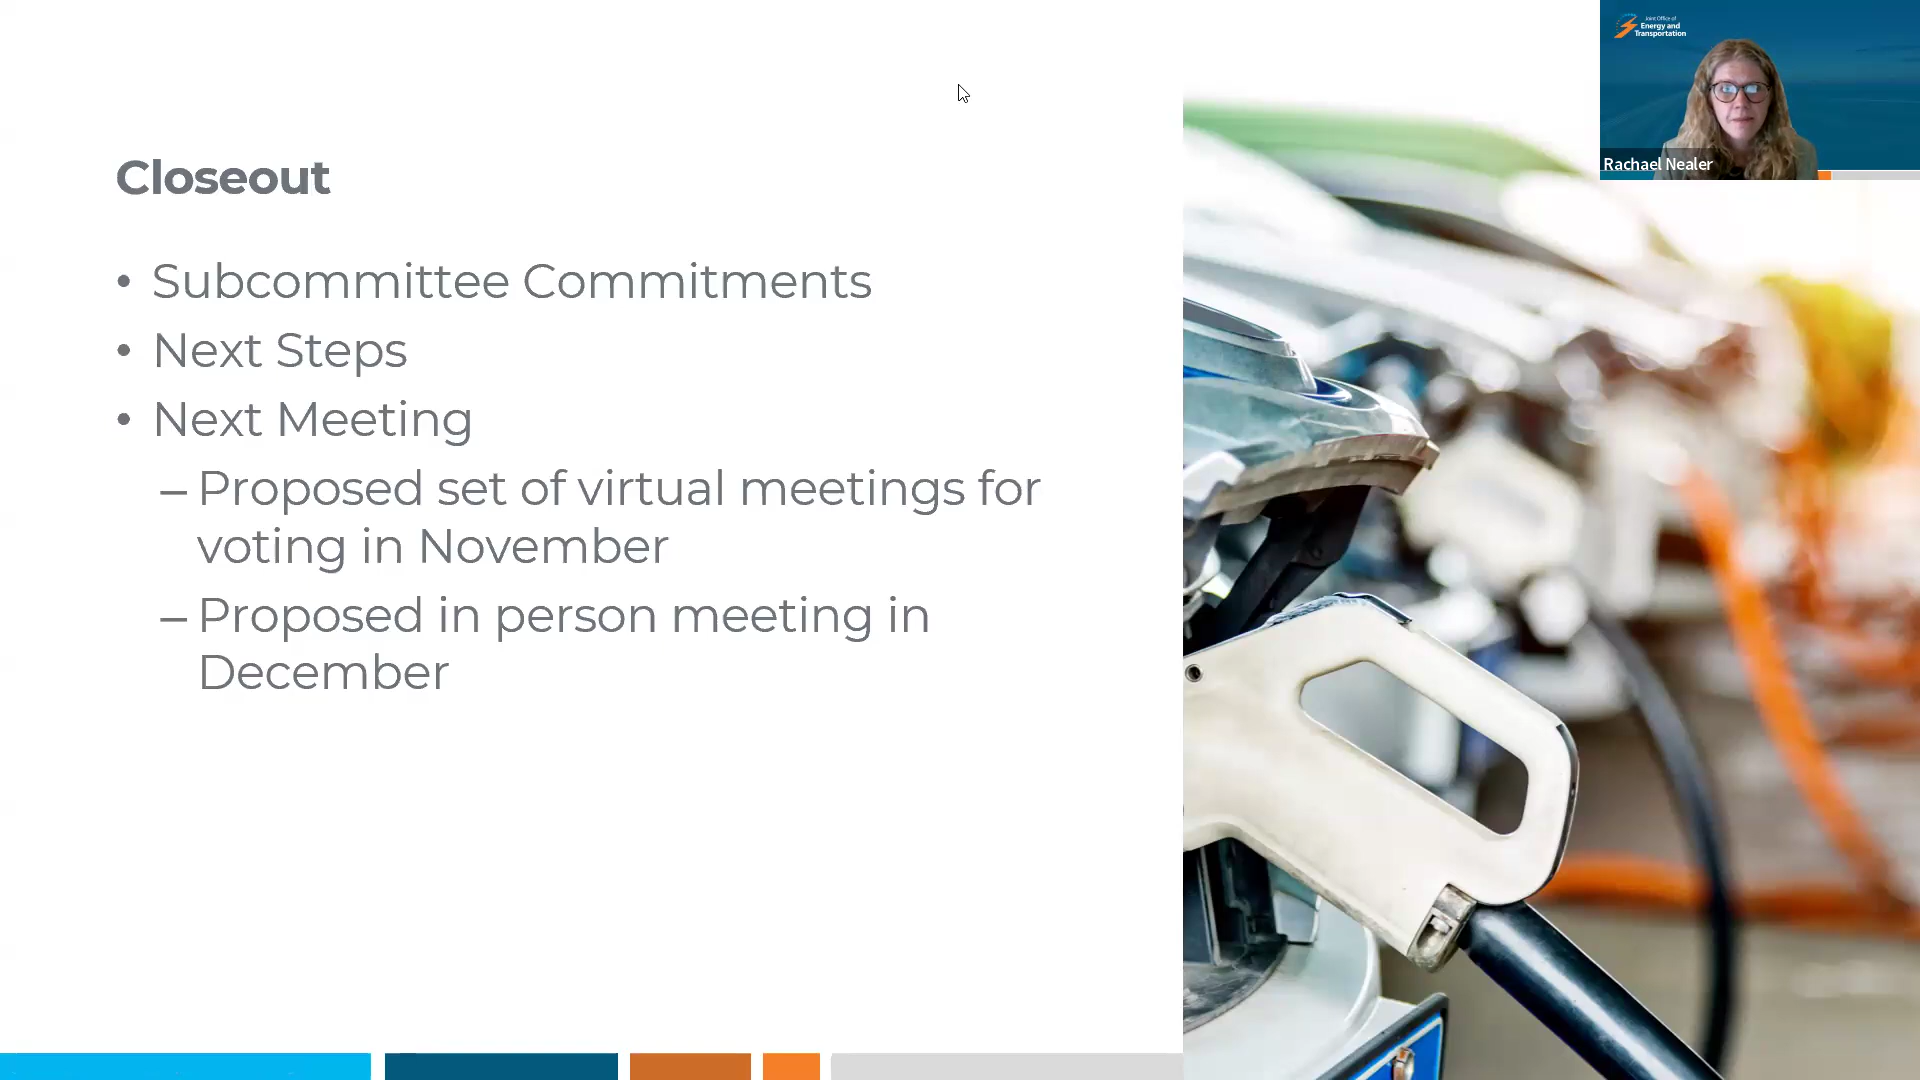 Joint Office of
Energy and
Transportation
Rachael Nealer
Closeout
• Subcommittee Commitments
• Next Steps
• Next Meeting
– Proposed set of virtual meetings for
voting in November
– Proposed in person meeting in
December